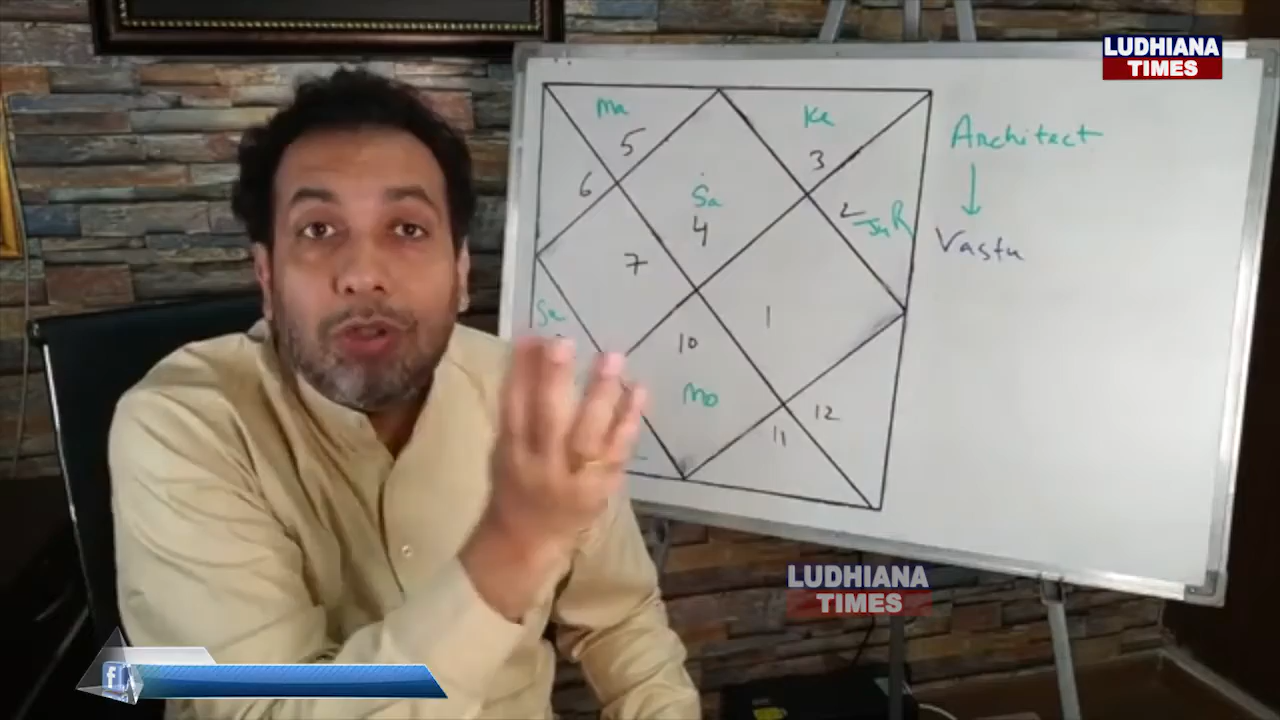 LUDHIANA
TIMES
Ma
Ke
5
3
6
Sa
2
Ju R
4
7
Architect
Vastu
Se
1
10
Mo
12
11
LUDHIANA
TIMES
f